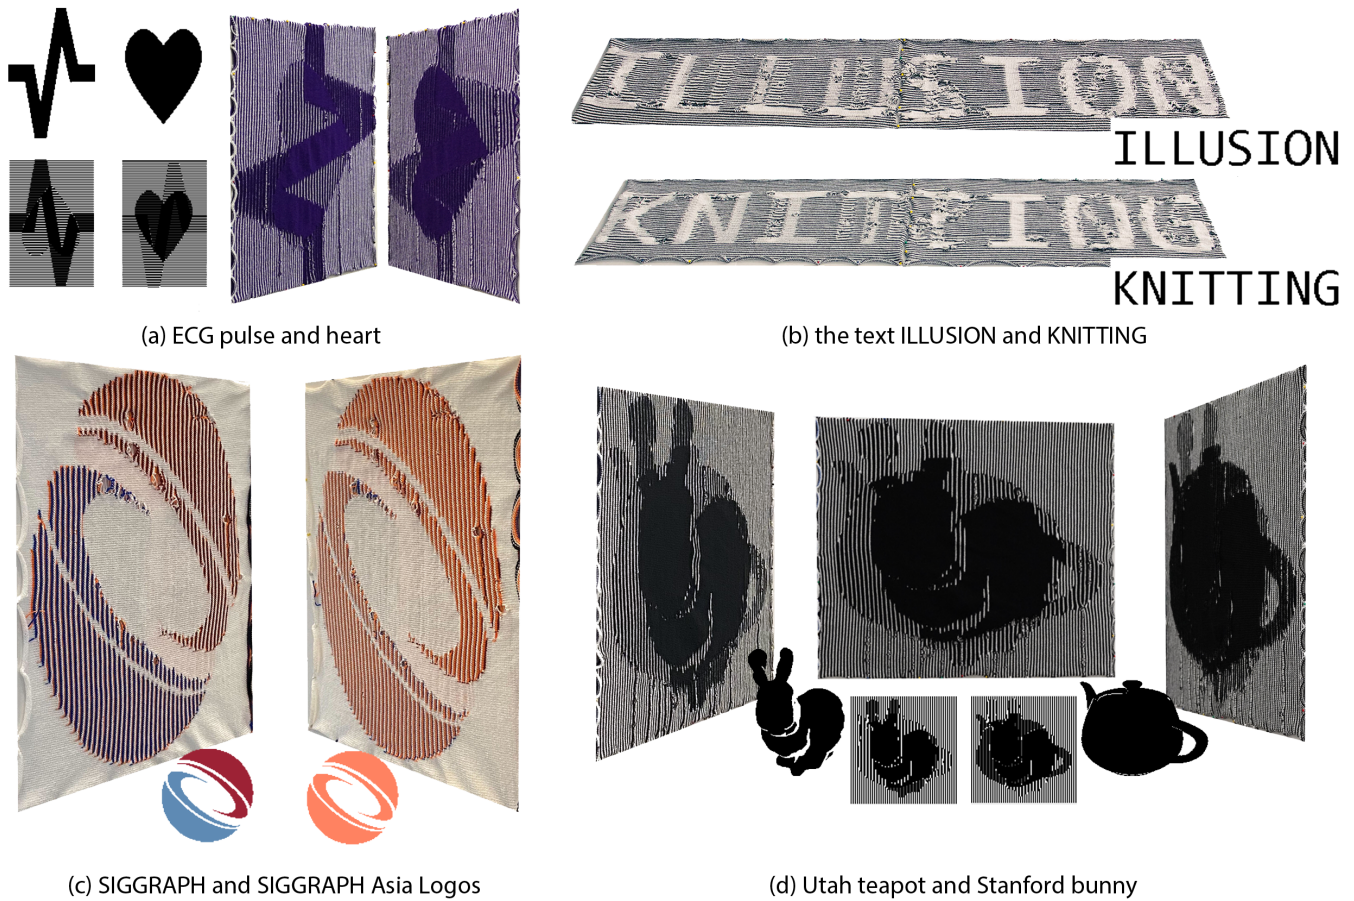 ILLUSION
ILLUSION
KNITTING
KNITTING
(a) ECG pulse and heart
(b) the text ILLUSION and KNITTING
(c) SIGGRAPH and SIGGRAPH Asia Logos
(d) Utah teapot and Stanford bunny